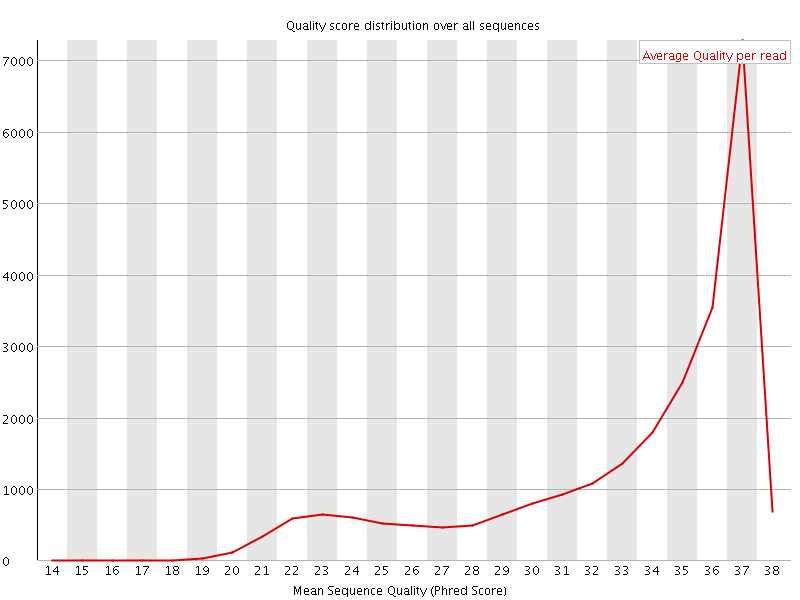 Quality score distribution over all sequences
Average Quality per read
7000
6000
5000
4000
3000
2000
1000
0
14 15 16 17 18 19 20 21 22 23 24 25 26 27 28 29 30 31 32 33 34 35 36 37 38
Mean Sequence Quality (Phred Score)